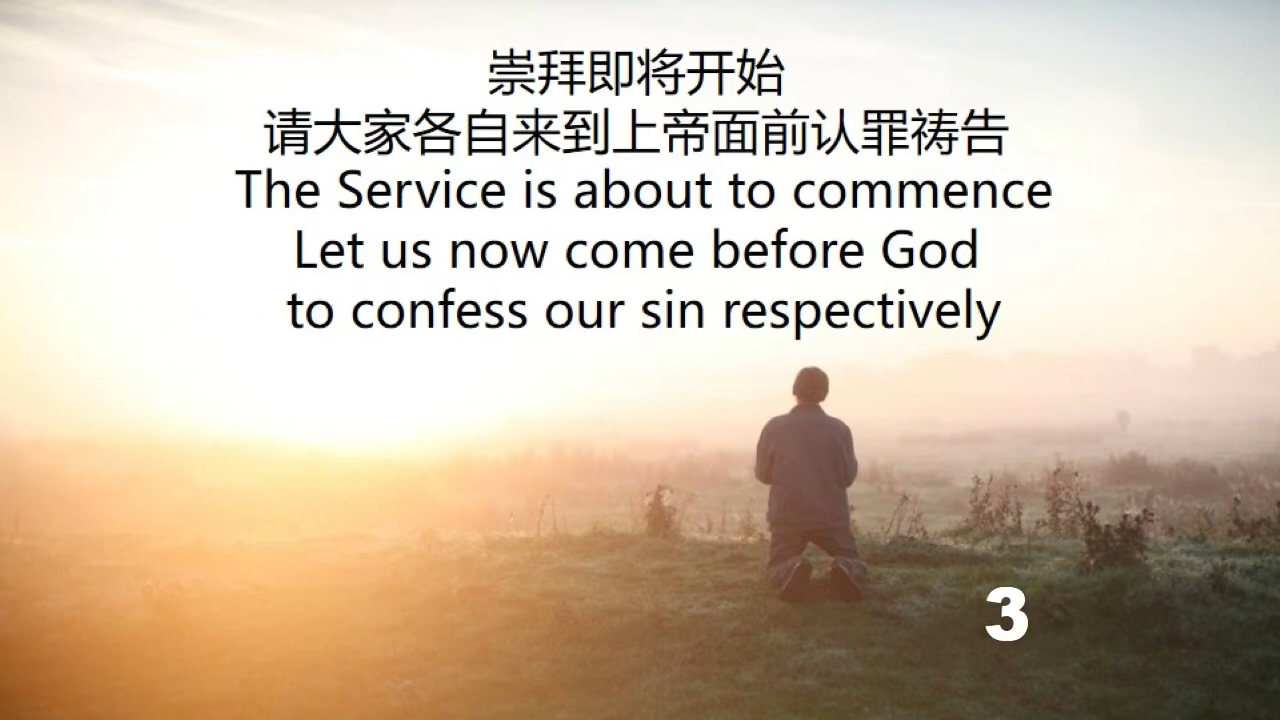 崇拜即将开始
请大家各自来到上帝面前认罪祷告
The Service is about to commence
Let us now come before God
to confess our sin respectively
3